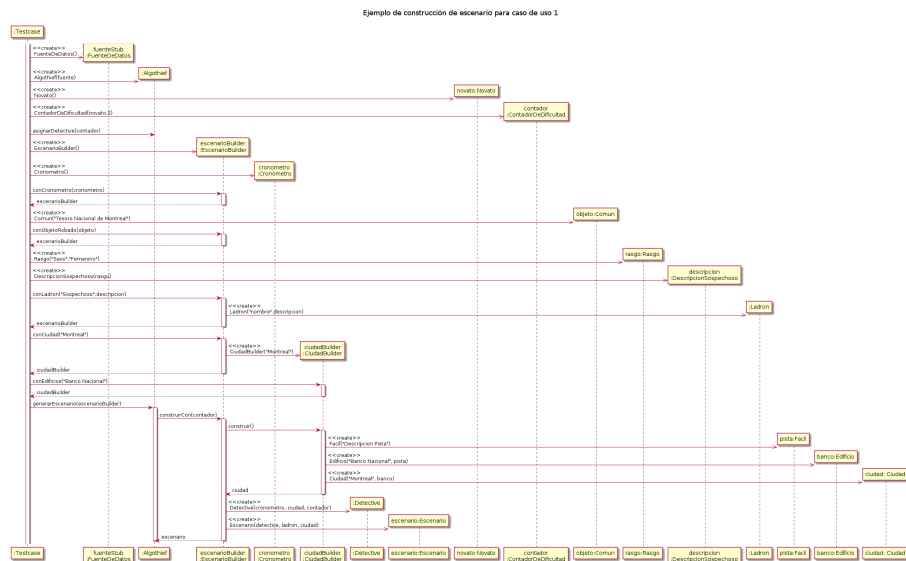 Ejemplo de construcción de escenario para caso de uso 1
:Testcase
<<create>>
FuenteDeDatos()
fuenteStub
:FuenteDeDatos
<<create>>
Algothief(fuente)
:Algothief
<<create>>
Novato()
novato:Novato
<<create>>
ContadorDeDificultad(novato,0)
contador
:ContadorDeDificultad
asignarDetective(contador)
<<create>>
EscenarioBuilder()
escenarioBuilder
:EscenarioBuilder
<<create>>
Cronometro()
cronometro
:Cronometro
conCronometro(cronometro)
escenarioBuilder
<<create>>
Comun("Tesoro Nacional de Montreal")
objeto:Comun
conObjetoRobado(objeto)
escenarioBuilder
<<create>>
Rasgo("Sexo","Femenino")
rasgo:Rasgo
<<create>>
DescripcionSospechoso(rasgo)
descripcion
:DescripcionSospechoso
conLadron("Sospechoso",descripcion)
<<create>>
Ladron("nombre",descripcion)
:Ladron
escenarioBuilder
conCiudad("Montreal")
<<create>>
CiudadBuilder("Montreal")
ciudadBuilder
:CiudadBuilder
ciudadBuilder
conEdificios("Banco Nacional")
ciudadBuilder
generarEscenario(escenarioBuilder)
construirCon(contador)
construir()
<<create>>
Facil("Descripcion Pista")
pista:Facil
<<create>>
Edificio("Banco Nacional", pista)
banco:Edificio
<<create>>
Ciudad("Montreal", banco)
ciudad: Ciudad
ciudad
<<create>>
Detective(cronometro, ciudad, contador)
:Detective
<<create>>
Escenario(detective, ladron, ciudad)
escenario:Escenario
escenario
:Testcase
fuenteStub
:FuenteDeDatos
:Algothief
escenarioBuilder
:EscenarioBuilder
cronometro
:Cronometro
ciudadBuilder
:CiudadBuilder
:Detective
escenario:Escenario
novato:Novato
contador
:ContadorDeDificultad
objeto:Comun
rasgo:Rasgo
descripcion
:DescripcionSospechoso
:Ladron
pista:Facil
banco:Edificio
ciudad: Ciudad